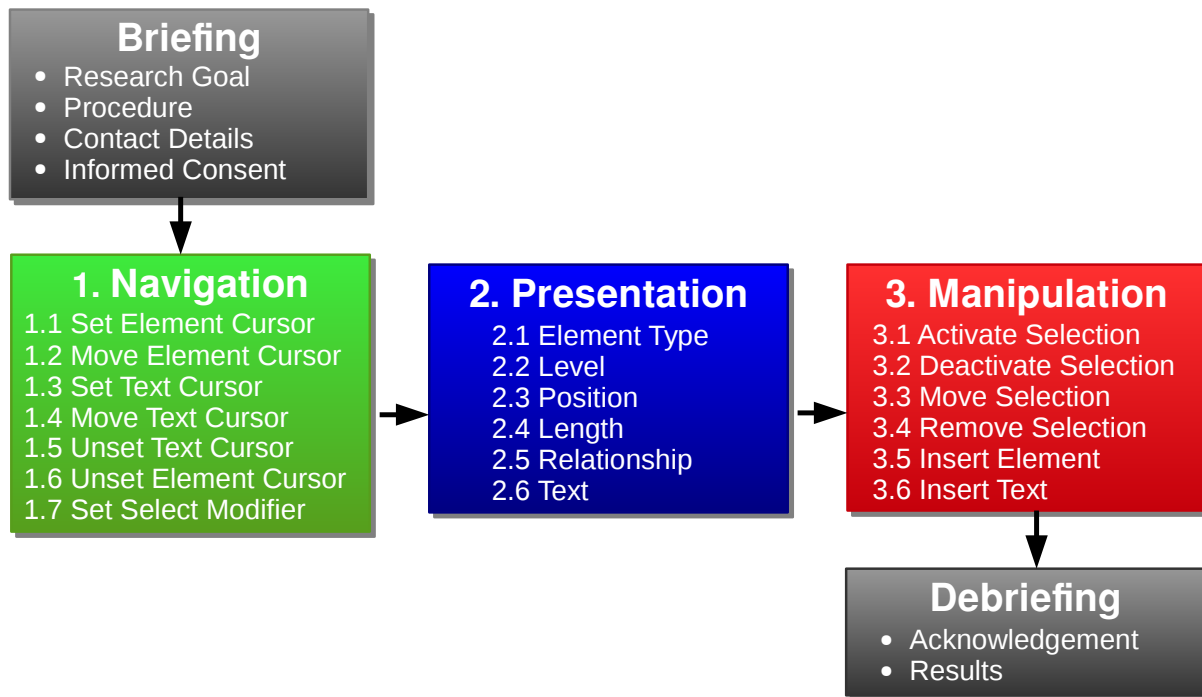 Briefing
• Research Goal
• Procedure
• Contact Details
• Informed Consent
1. Navigation
1.1 Set Element Cursor
1.2 Move Element Cursor
1.3 Set Text Cursor
1.4 Move Text Cursor
1.5 Unset Text Cursor
1.6 Unset Element Cursor
1.7 Set Select Modifier
2. Presentation
2.1 Element Type
2.2 Level
2.3 Position
2.4 Length
2.5 Relationship
2.6 Text
3. Manipulation
3.1 Activate Selection
3.2 Deactivate Selection
3.3 Move Selection
3.4 Remove Selection
3.5 Insert Element
3.6 Insert Text
Debriefing
• Acknowledgement
• Results